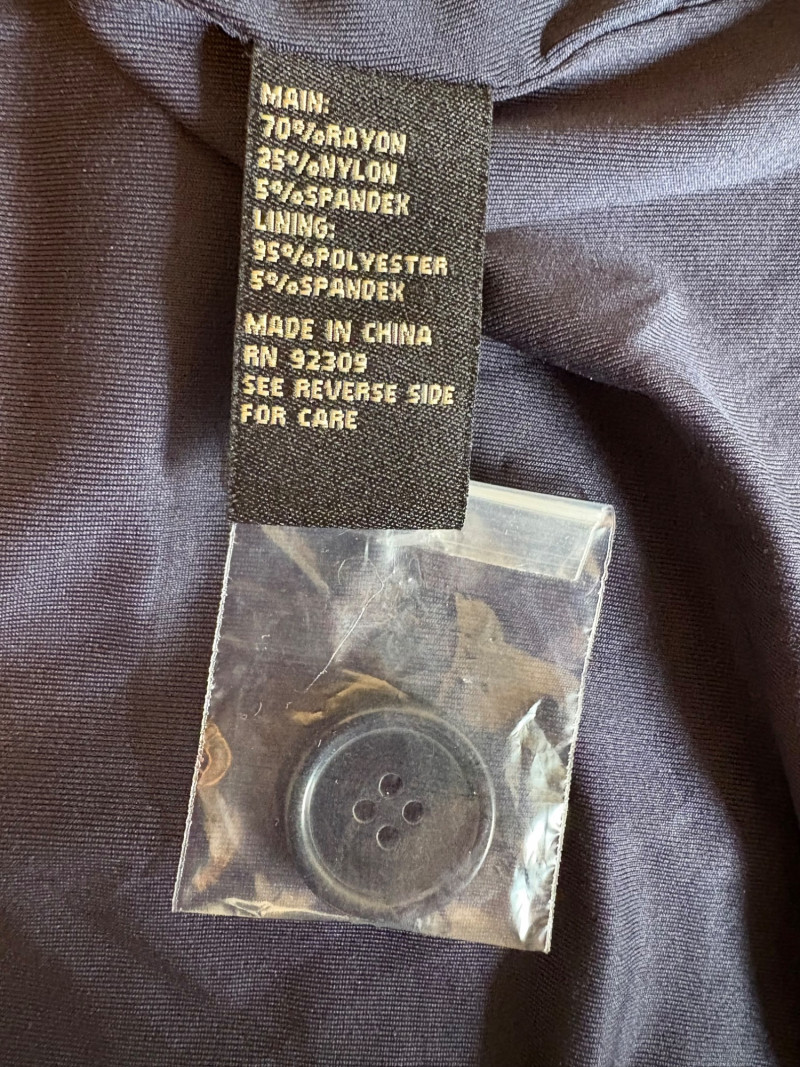 MAIN:
70%RAYON
25%NYLON
5%SPANDEX
LINING:
95%POLYESTER
5%SPANDEX
MADE IN CHINA
RN 92309
SEE REVERSE SIDE
FOR CARE